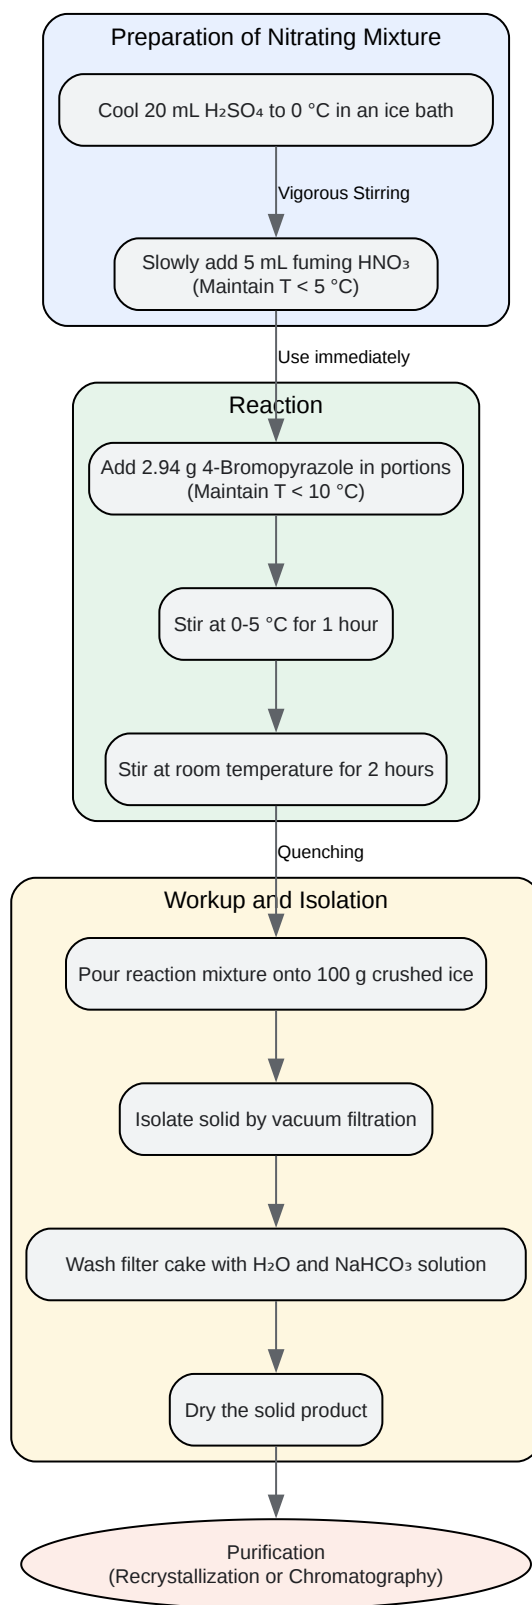 Preparation of Nitrating Mixture
Cool 20 mL H₂SO₄ to 0 °C in an ice bath
Vigorous Stirring
Slowly add 5 mL fuming HNO₃
(Maintain T < 5 °C)
Use immediately
Reaction
Add 2.94 g 4-Bromopyrazole in portions
(Maintain T < 10 °C)
Stir at 0-5 °C for 1 hour
Stir at room temperature for 2 hours
Quenching
Workup and Isolation
Pour reaction mixture onto 100 g crushed ice
Isolate solid by vacuum filtration
Wash filter cake with H₂O and NaHCO₃ solution
Dry the solid product
Purification
(Recrystallization or Chromatography)